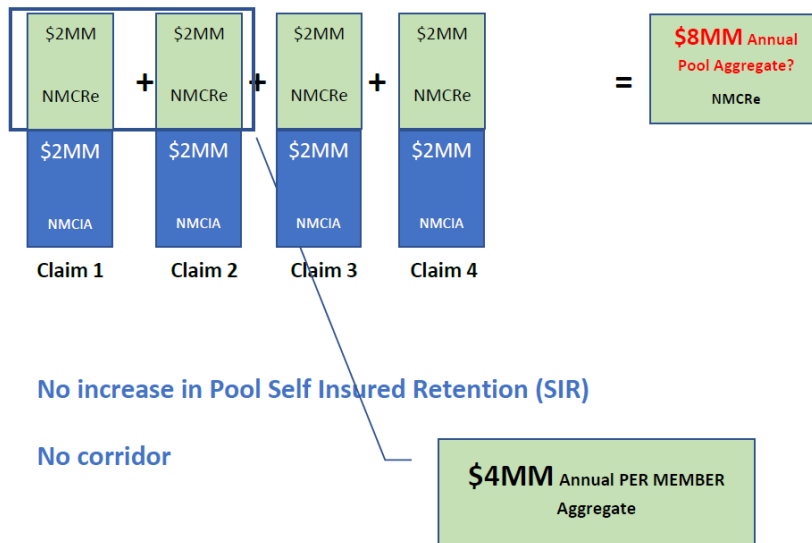 $2MM $2MM $2MM $2MM
+ + + =
NMCRe NMCRe NMCRe NMCRe
$8MM Annual
Pool Aggregate?
NMCRe
$2MM $2MM $2MM $2MM
NMCIA NMCIA NMCIA NMCIA
Claim 1 Claim 2 Claim 3 Claim 4
No increase in Pool Self Insured Retention (SIR)
No corridor
$4MM Annual PER MEMBER
Aggregate